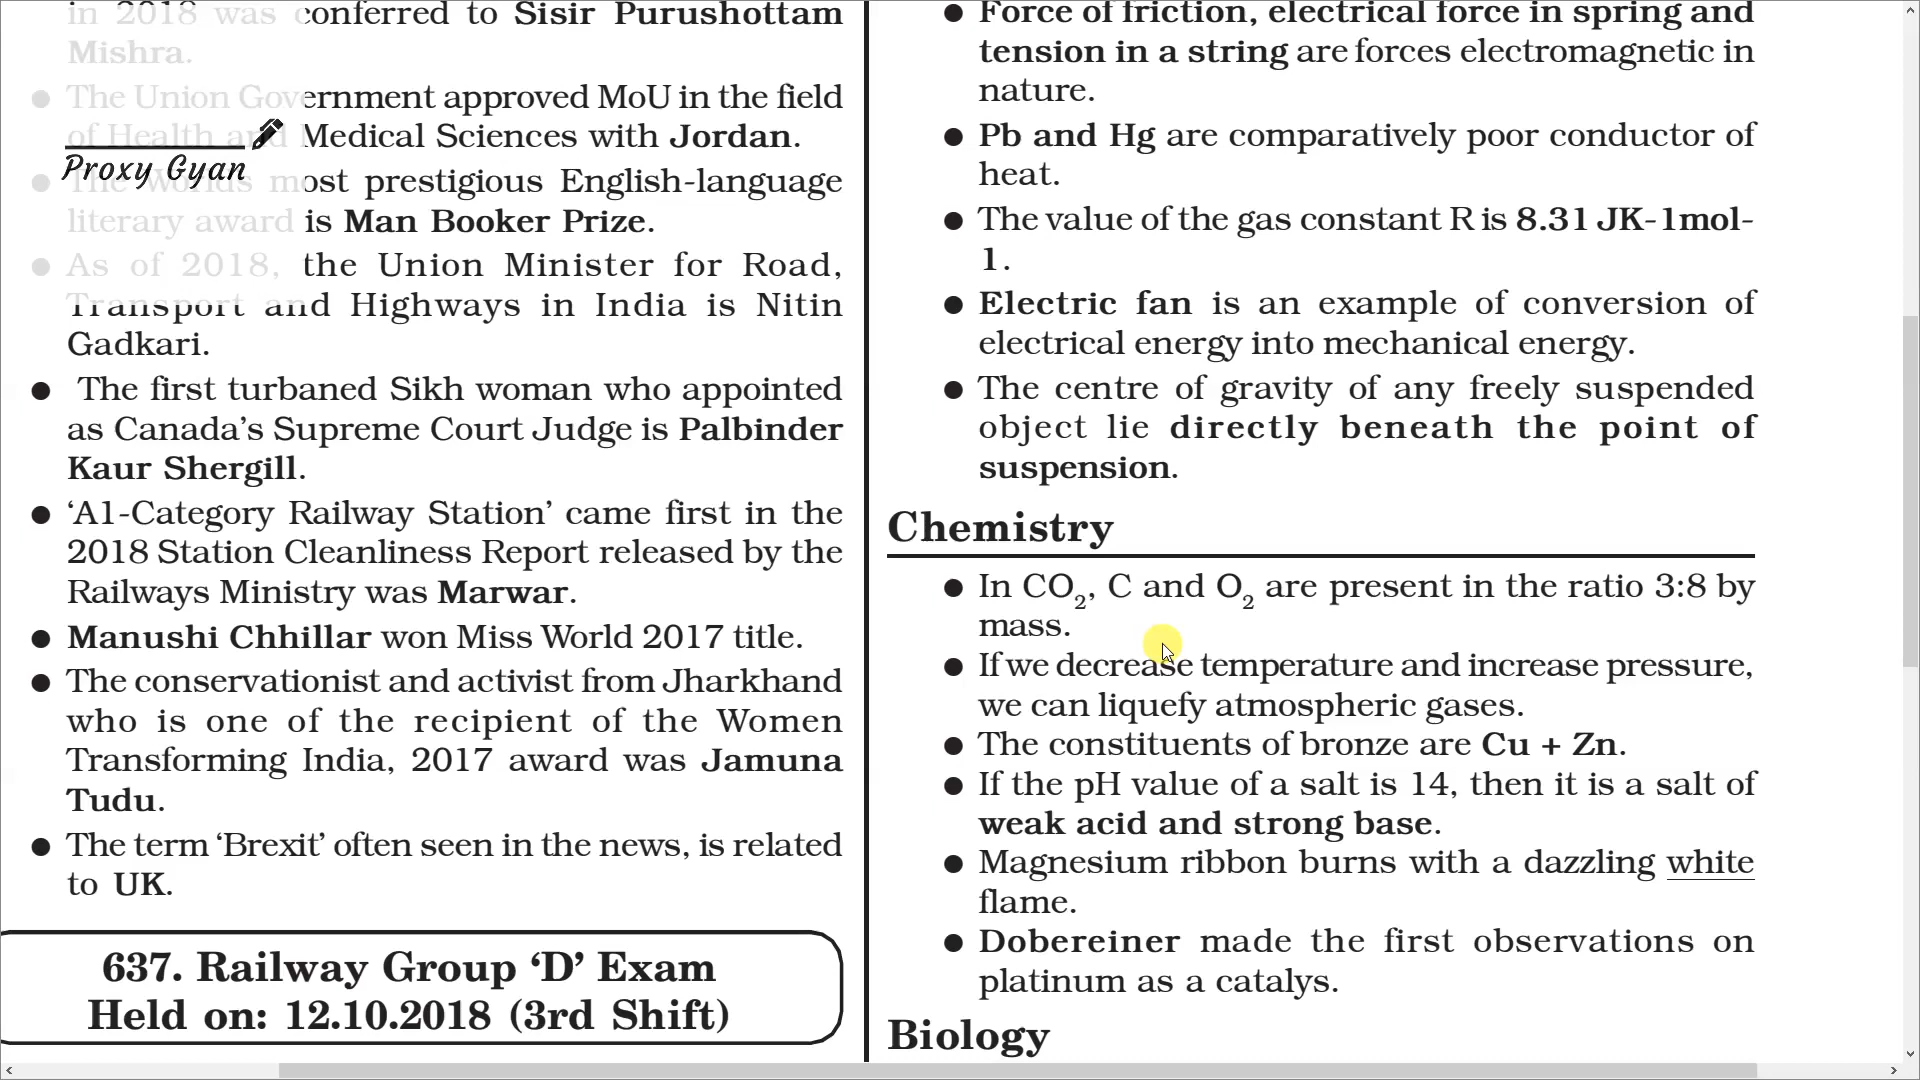 in 2018 was conferred to Sisir Purushottam
Mishra.
● The Union Government approved MoU in the field
of Health and Medical Sciences with Jordan.
Proxy Gyan
● The Worlds most prestigious English-language
literary award is Man Booker Prize.
● As of 2018, the Union Minister for Road,
Transport and Highways in India is Nitin
Gadkari.
● The first turbaned Sikh woman who appointed
as Canada’s Supreme Court Judge is Palbinder
Kaur Shergill.
● ‘A1-Category Railway Station’ came first in the
2018 Station Cleanliness Report released by the
Railways Ministry was Marwar.
● Manushi Chhillar won Miss World 2017 title.
● The conservationist and activist from Jharkhand
who is one of the recipient of the Women
Transforming India, 2017 award was Jamuna
Tudu.
● The term ‘Brexit’ often seen in the news, is related
to UK.
637. Railway Group ‘D’ Exam
Held on: 12.10.2018 (3rd Shift)
● Force of friction, electrical force in spring and
tension in a string are forces electromagnetic in
nature.
● Pb and Hg are comparatively poor conductor of
heat.
● The value of the gas constant R is 8.31 JK-1mol-
1.
● Electric fan is an example of conversion of
electrical energy into mechanical energy.
● The centre of gravity of any freely suspended
object lie directly beneath the point of
suspension.
Chemistry
● In CO₂, C and O₂ are present in the ratio 3:8 by
mass.
● If we decrease temperature and increase pressure,
we can liquefy atmospheric gases.
● The constituents of bronze are Cu + Zn.
● If the pH value of a salt is 14, then it is a salt of
weak acid and strong base.
● Magnesium ribbon burns with a dazzling white
flame.
● Dobereiner made the first observations on
platinum as a catalys.
Biology